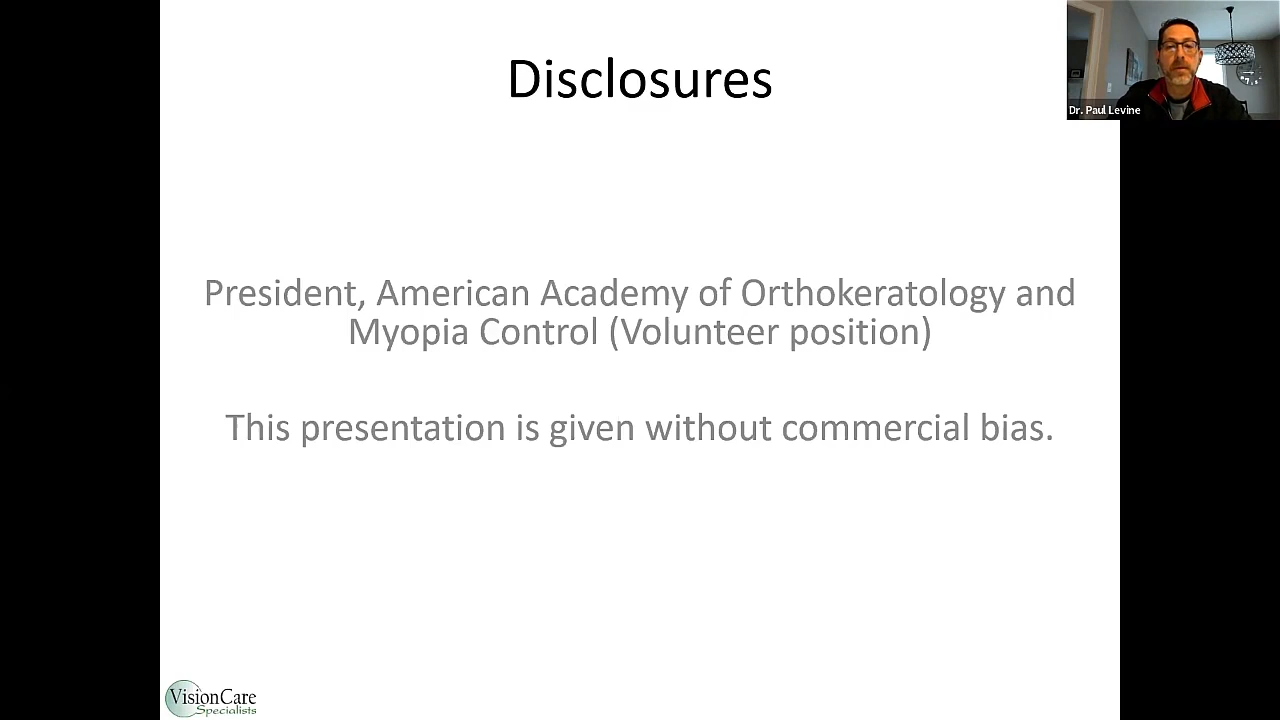 Disclosures
Dr. Paul Levine
President, American Academy of Orthokeratology and
Myopia Control (Volunteer position)
This presentation is given without commercial bias.
VisionCare
Specialists